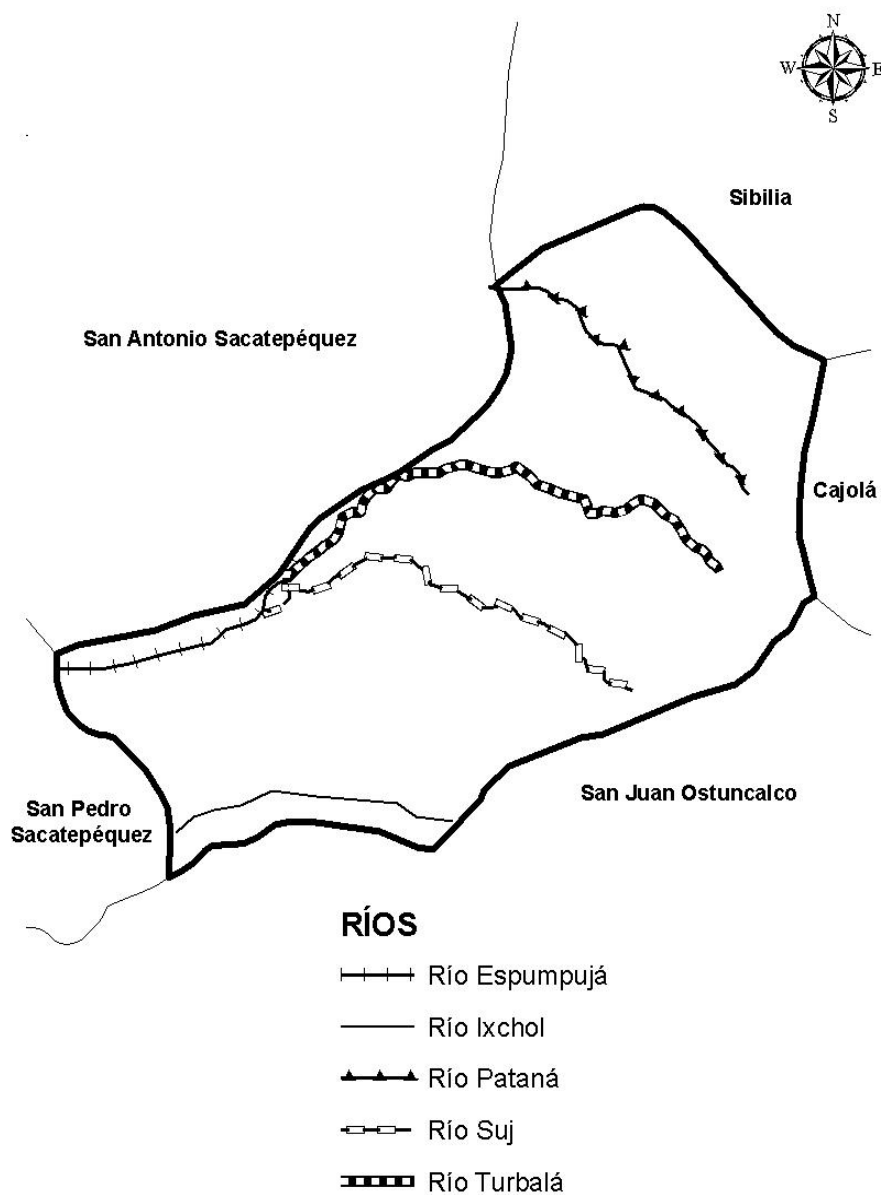 N
W
E
S
Sibilia
San Antonio Sacatepéquez
Cajolá
San Juan Ostuncalco
San Pedro
Sacatepéquez
RÍOS
Río Espumpujá
Río Ixchol
Río Pataná
Río Suj
Río Turbalá